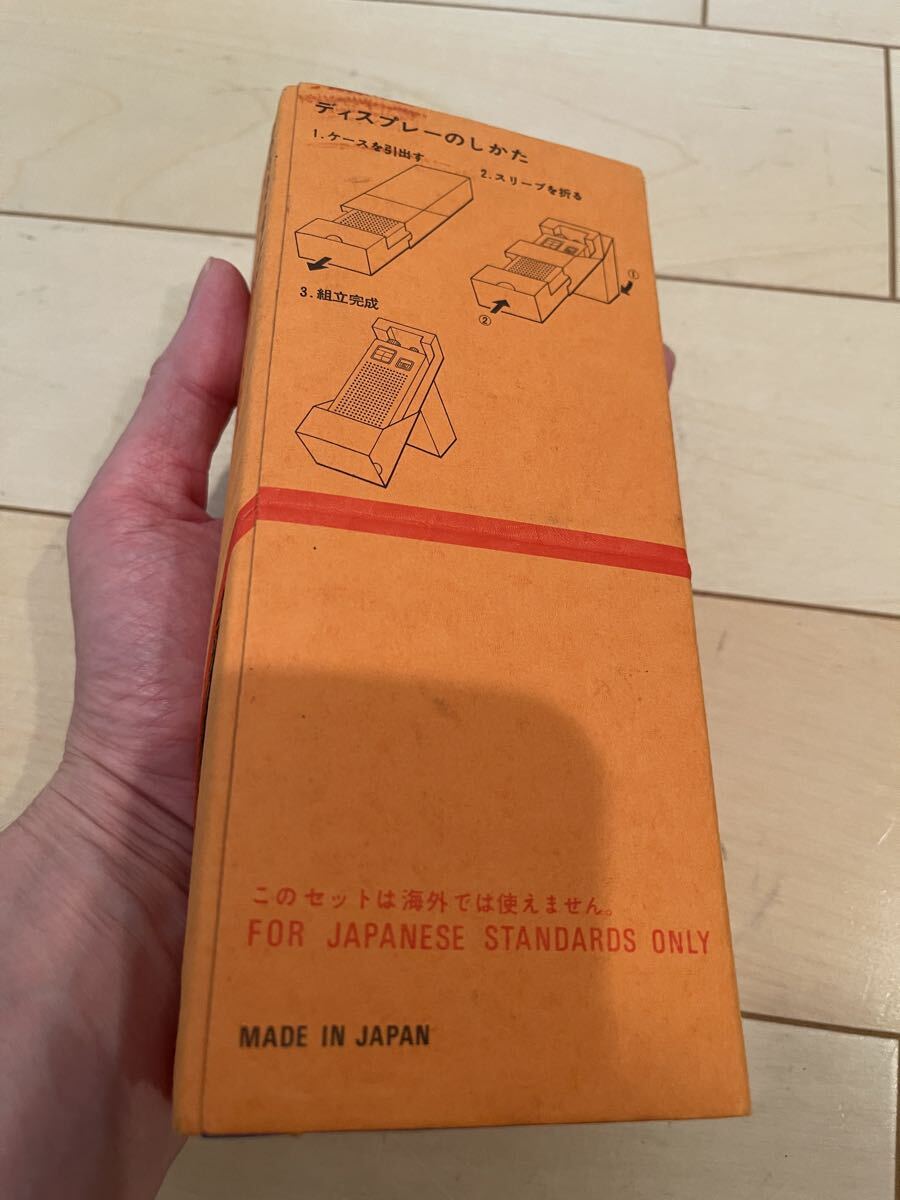 ディスプレーのしかた
1.ケースを引出す
2.スリーブを折る
①
②
3.組立完成
このセットは海外では使えません。
FOR JAPANESE STANDARDS ONLY
MADE IN JAPAN